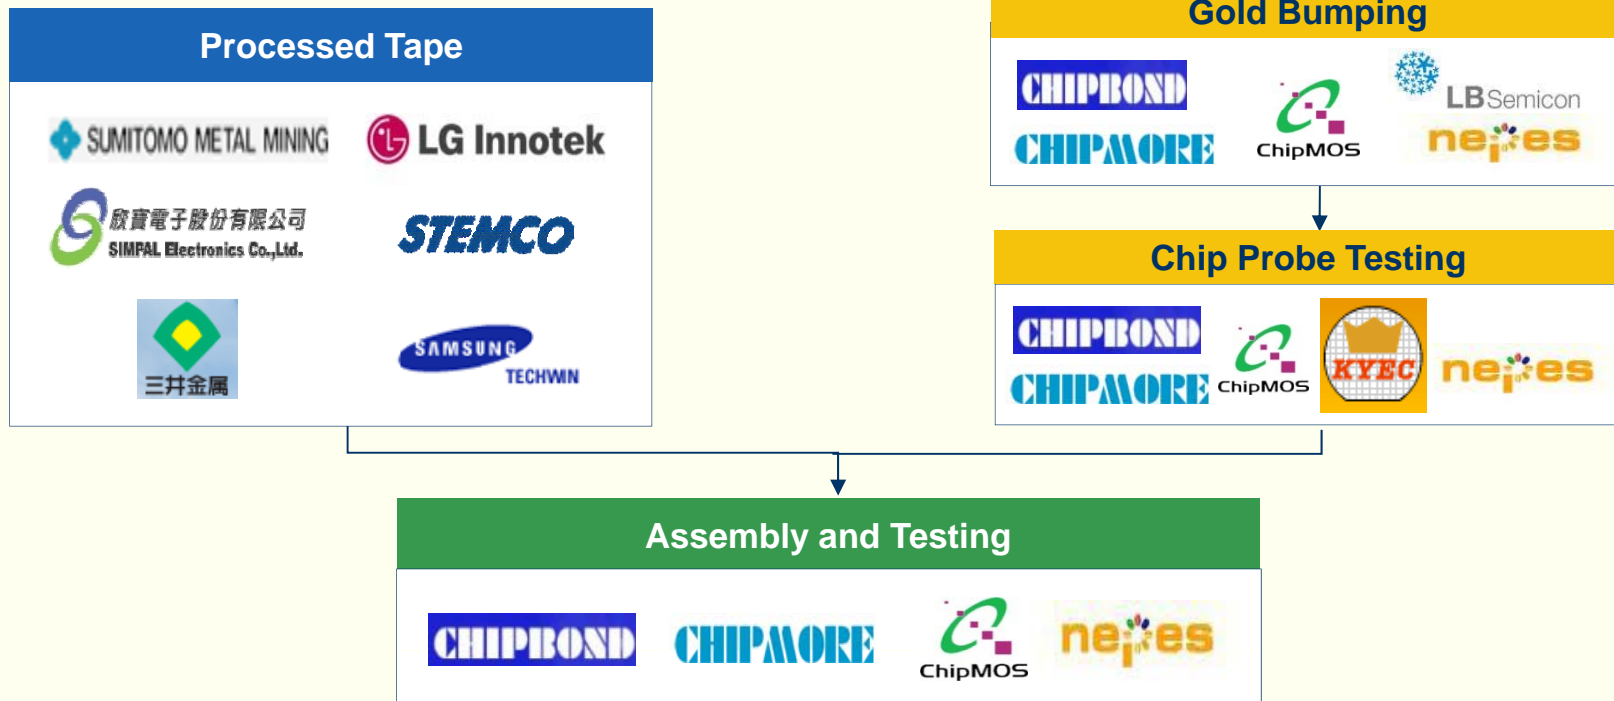 Processed Tape
SUMITOMO METAL MINING
LG Innotek
欣寶電子股份有限公司
SIMPAL Electronics Co.,Ltd.
STEMCO
三井金属
SAMSUNG
TECHWIN
Gold Bumping
CHIPBOND
CHIPMORE
ChipMOS
LB Semicon
nepes
Chip Probe Testing
CHIPBOND
CHIPMORE
ChipMOS
KYEC
nepes
Assembly and Testing
CHIPBOND
CHIPMORE
ChipMOS
nepes